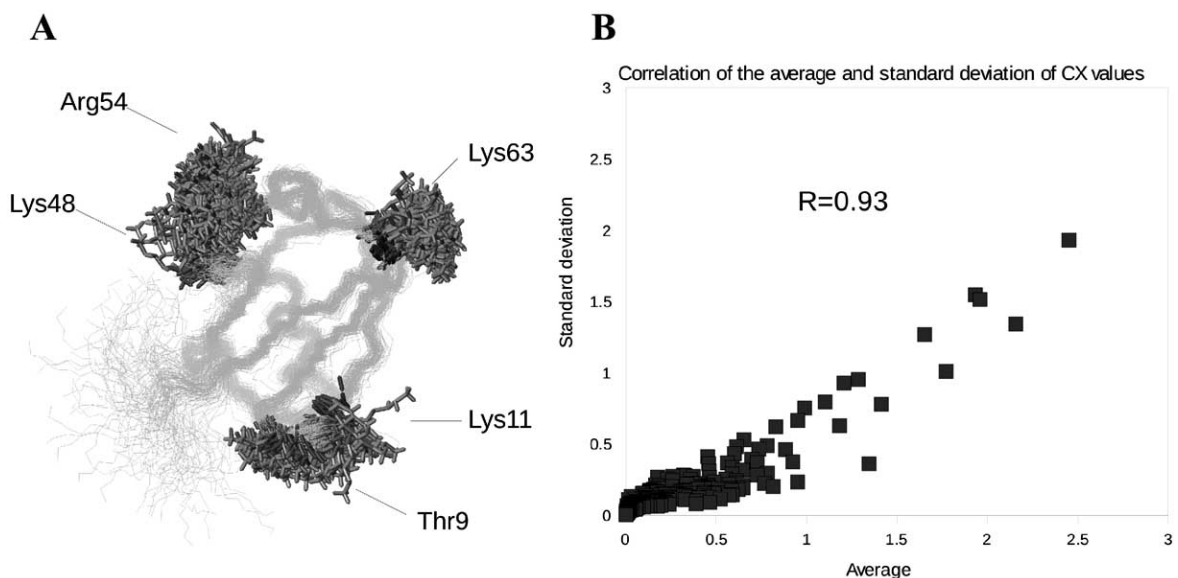 A
Arg54
Lys63
Lys48
Lys11
Thr9
B
Correlation of the average and standard deviation of CX values
3
2.5
2
1.5
1
0.5
0
Standard deviation
R=0.93
0 0.5 1 1.5 2 2.5 3
Average